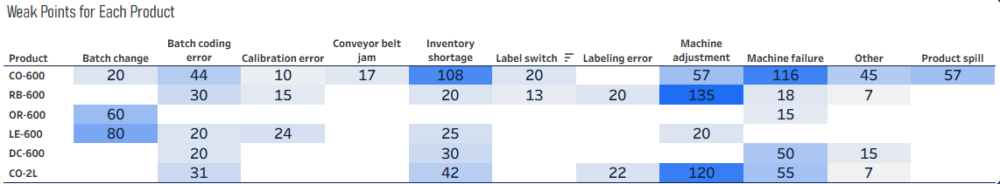 Weak Points for Each Product
Batch coding Conveyor belt Inventory Machine
Product Batch change error Calibration error jam shortage Label switch Labeling error adjustment Machine failure Other Product spill
CO-600 20 44 10 17 108 20 57 116 45 57
RB-600 30 15 20 13 20 135 18 7
OR-600 60 15
LE-600 80 20 24 25 20
DC-600 20 30 50 15
CO-2L 31 42 22 120 55 7